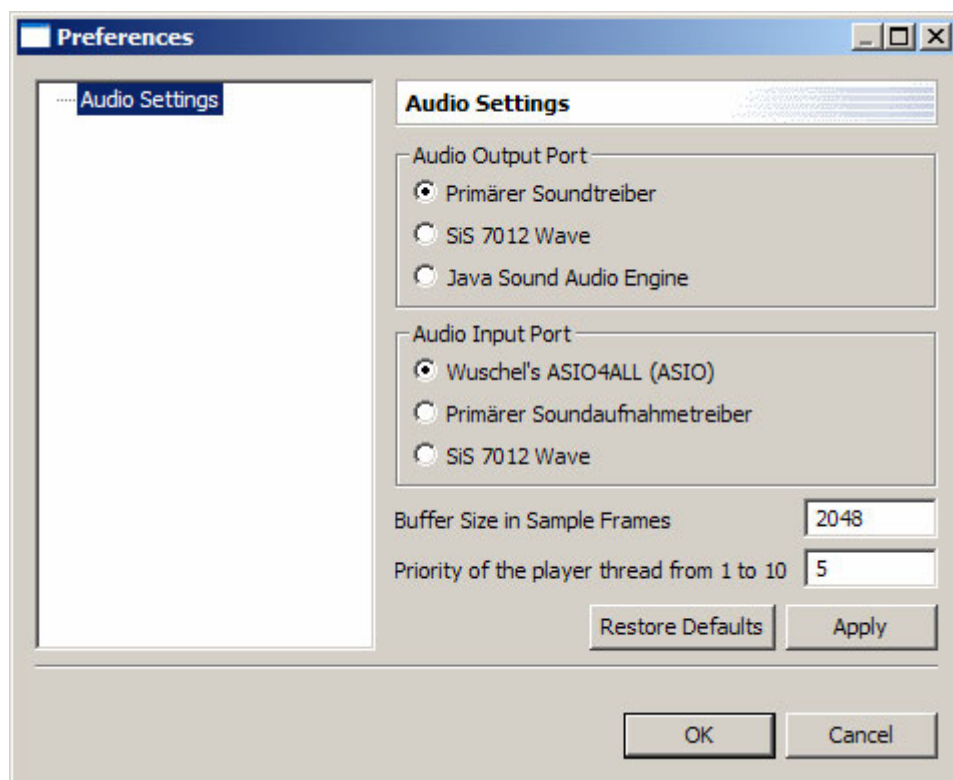 Preferences
Audio Settings
Audio Settings
Audio Output Port
Primärer Soundtreiber
SiS 7012 Wave
Java Sound Audio Engine
Audio Input Port
Wuschel's ASIO4ALL (ASIO)
Primärer Soundaufnahmetreiber
SiS 7012 Wave
Buffer Size in Sample Frames 2048
Priority of the player thread from 1 to 10 5
Restore Defaults Apply
OK Cancel